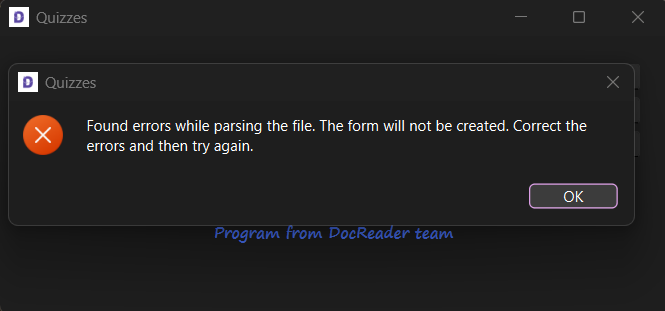 Quizzes
Quizzes
Found errors while parsing the file. The form will not be created. Correct the
errors and then try again.
OK
Program from DocReader team